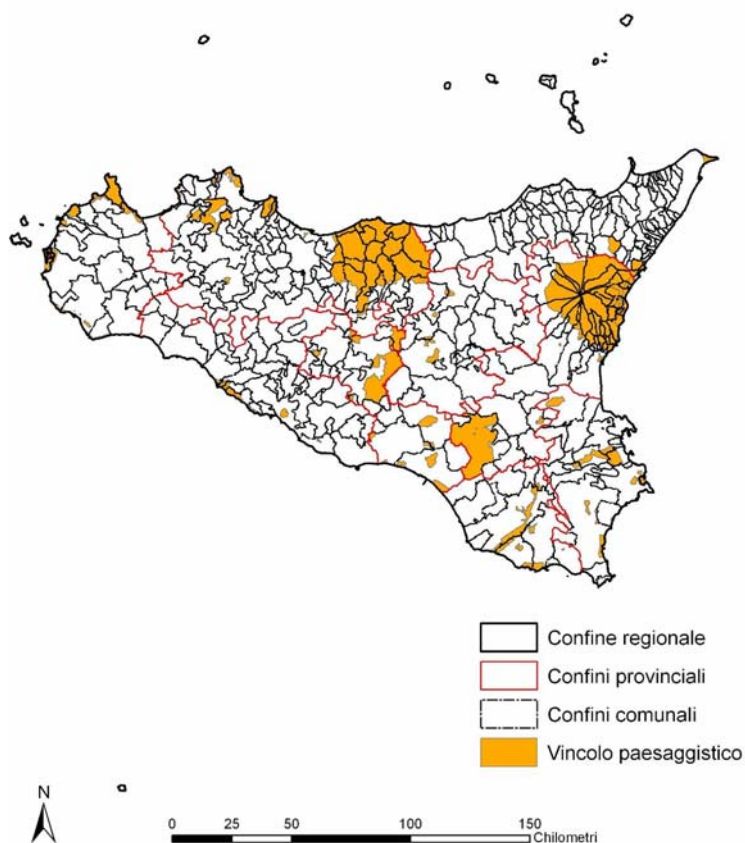 Confine regionale
Confini provinciali
Confini comunali
Vincolo paesaggistico
N
0 25 50 100 150
Chilometri